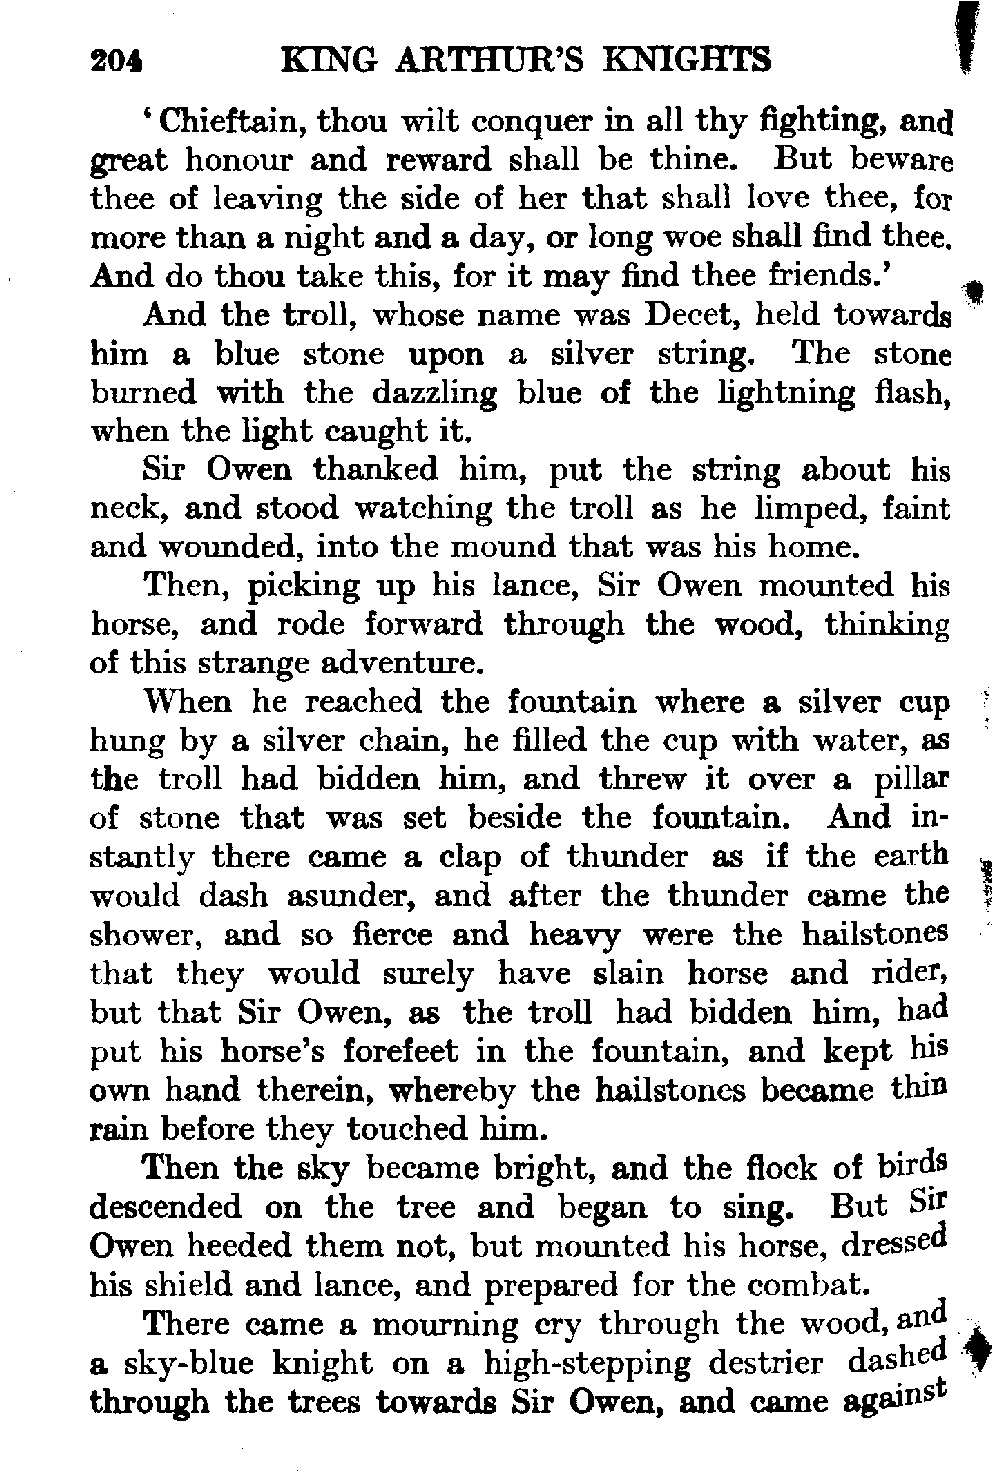 204 KING ARTHUR'S KNIGHTS
‘Chieftain, thou wilt conquer in all thy fighting, and
great honour and reward shall be thine. But beware
thee of leaving the side of her that shall love thee, for
more than a night and a day, or long woe shall find thee.
And do thou take this, for it may find thee friends.’
And the troll, whose name was Decet, held towards
him a blue stone upon a silver string. The stone
burned with the dazzling blue of the lightning flash,
when the light caught it.
Sir Owen thanked him, put the string about his
neck, and stood watching the troll as he limped, faint
and wounded, into the mound that was his home.
Then, picking up his lance, Sir Owen mounted his
horse, and rode forward through the wood, thinking
of this strange adventure.
When he reached the fountain where a silver cup
hung by a silver chain, he filled the cup with water, as
the troll had bidden him, and threw it over a pillar
of stone that was set beside the fountain. And in-
stantly there came a clap of thunder as if the earth
would dash asunder, and after the thunder came the
shower, and so fierce and heavy were the hailstones
that they would surely have slain horse and rider,
but that Sir Owen, as the troll had bidden him, had
put his horse's forefeet in the fountain, and kept his
own hand therein, whereby the hailstones became thin
rain before they touched him.
Then the sky became bright, and the flock of birds
descended on the tree and began to sing. But Sir
Owen heeded them not, but mounted his horse, dressed
his shield and lance, and prepared for the combat.
There came a mourning cry through the wood, and
a sky-blue knight on a high-stepping destrier dashed
through the trees towards Sir Owen, and came against